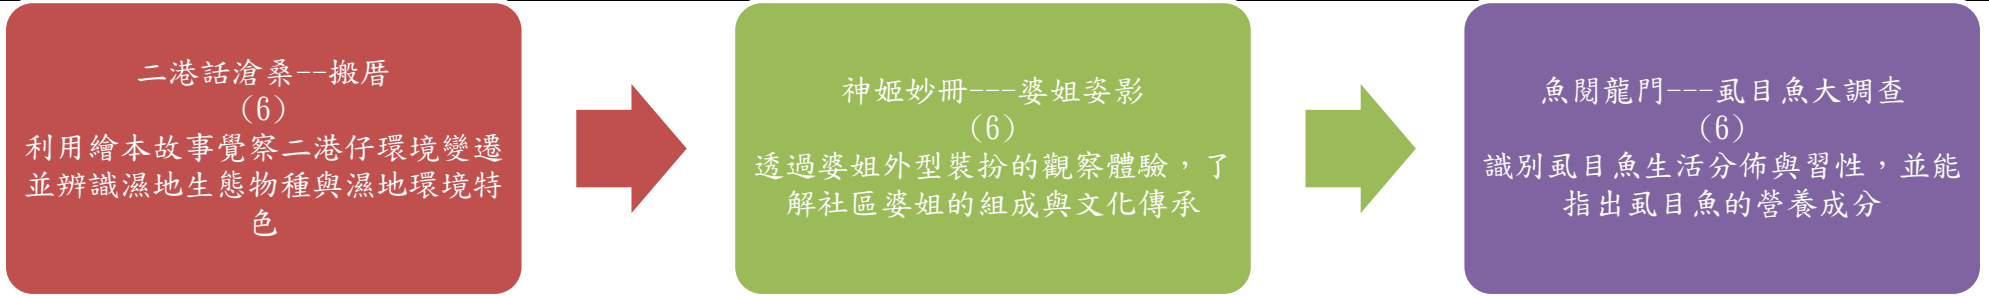 二港話滄桑--搬厝
(6)
利用繪本故事覺察二港仔環境變遷
並辨識濕地生態物種與濕地環境特
色
神姬妙冊---婆姐姿影
(6)
透過婆姐外型裝扮的觀察體驗，了
解社區婆姐的組成與文化傳承
魚閱龍門---虱目魚大調查
(6)
識別虱目魚生活分佈與習性，並能
指出虱目魚的營養成分